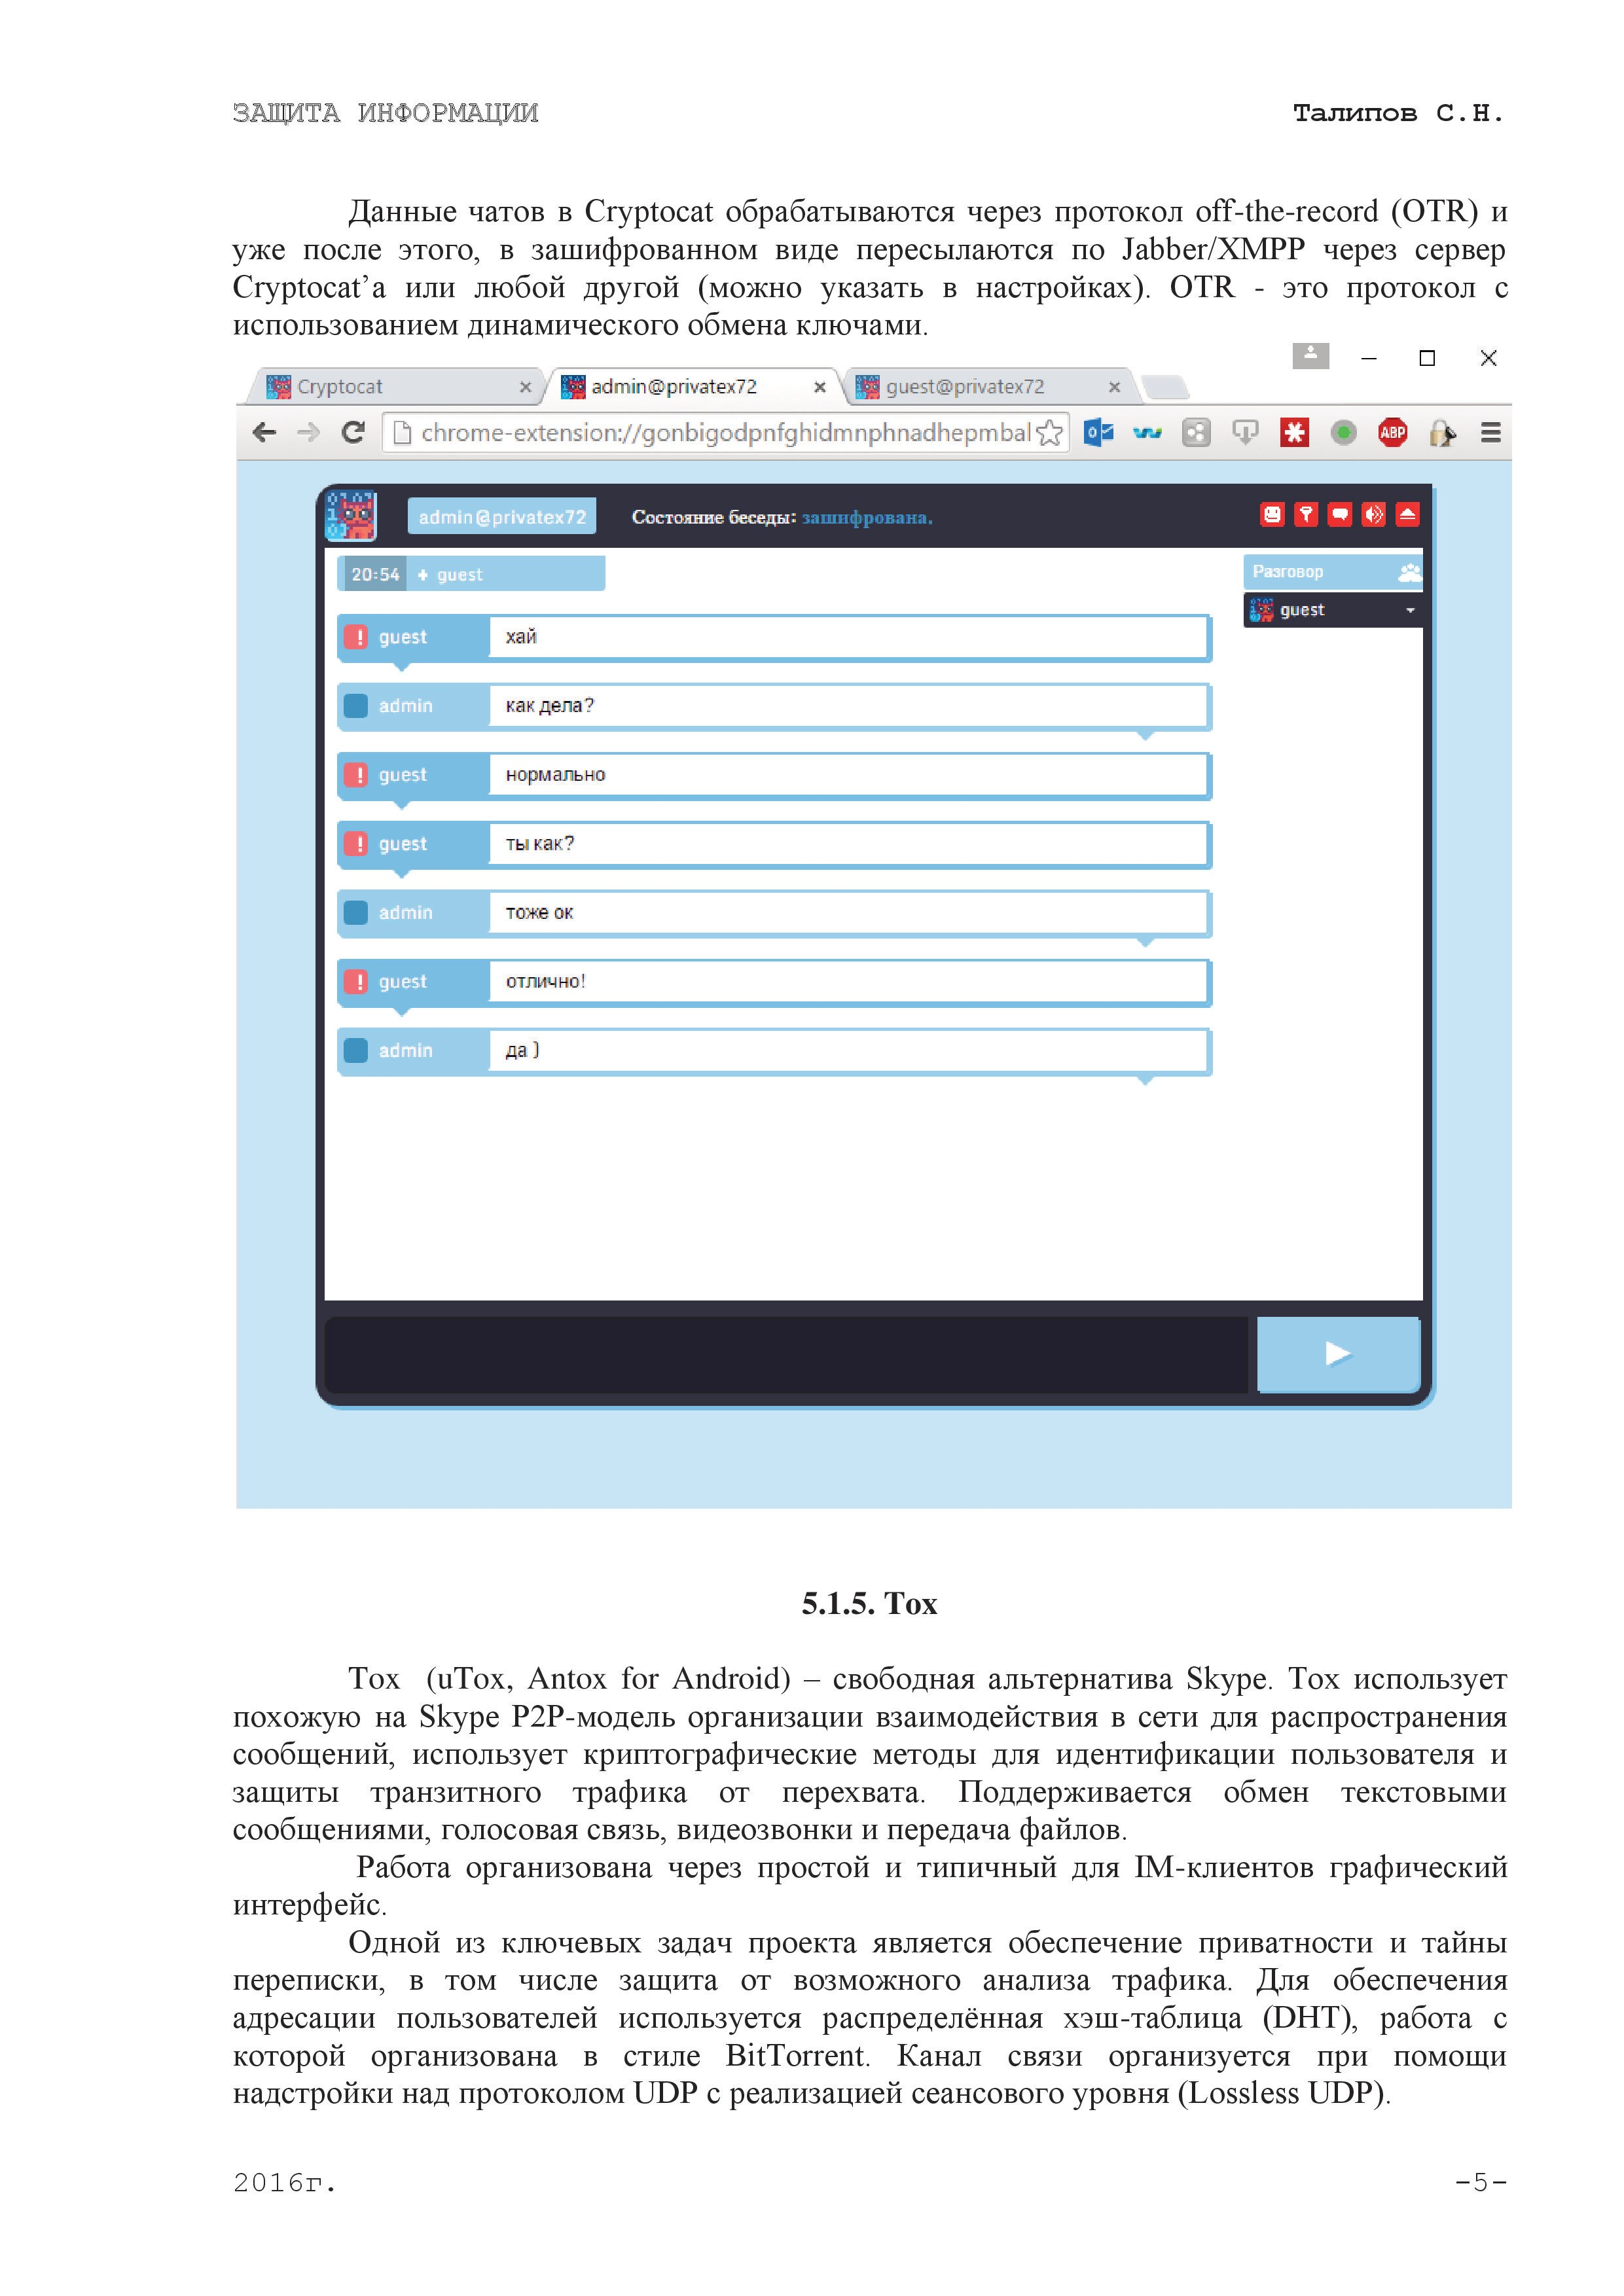 ЗАЩИТА ИНФОРМАЦИИ Талипов С.Н.
Данные чатов в Cryptocat обрабатываются через протокол off-the-record (OTR) и
уже после этого, в зашифрованном виде пересылаются по Jabber/XMPP через сервер
Cryptocat’а или любой другой (можно указать в настройках). OTR - это протокол с
использованием динамического обмена ключами.
Cryptocat admin@privatex72 guest@privatex72
chrome-extension://gonbigodpnfghidmnphnadhepmbal ABP
admin@privatex72 Состояние беседы: зашифрована.
20:54 + guest Разговор
guest
guest хай
admin как дела?
guest нормально
guest ты как?
admin тоже ок
guest отлично!
admin да )
5.1.5. Tox
Tox (uTox, Antox for Android) – свободная альтернатива Skype. Tox использует
похожую на Skype P2P-модель организации взаимодействия в сети для распространения
сообщений, использует криптографические методы для идентификации пользователя и
защиты транзитного трафика от перехвата. Поддерживается обмен текстовыми
сообщениями, голосовая связь, видеозвонки и передача файлов.
Работа организована через простой и типичный для IM-клиентов графический
интерфейс.
Одной из ключевых задач проекта является обеспечение приватности и тайны
переписки, в том числе защита от возможного анализа трафика. Для обеспечения
адресации пользователей используется распределённая хэш-таблица (DHT), работа с
которой организована в стиле BitTorrent. Канал связи организуется при помощи
надстройки над протоколом UDP с реализацией сеансового уровня (Lossless UDP).
2016г. -5-